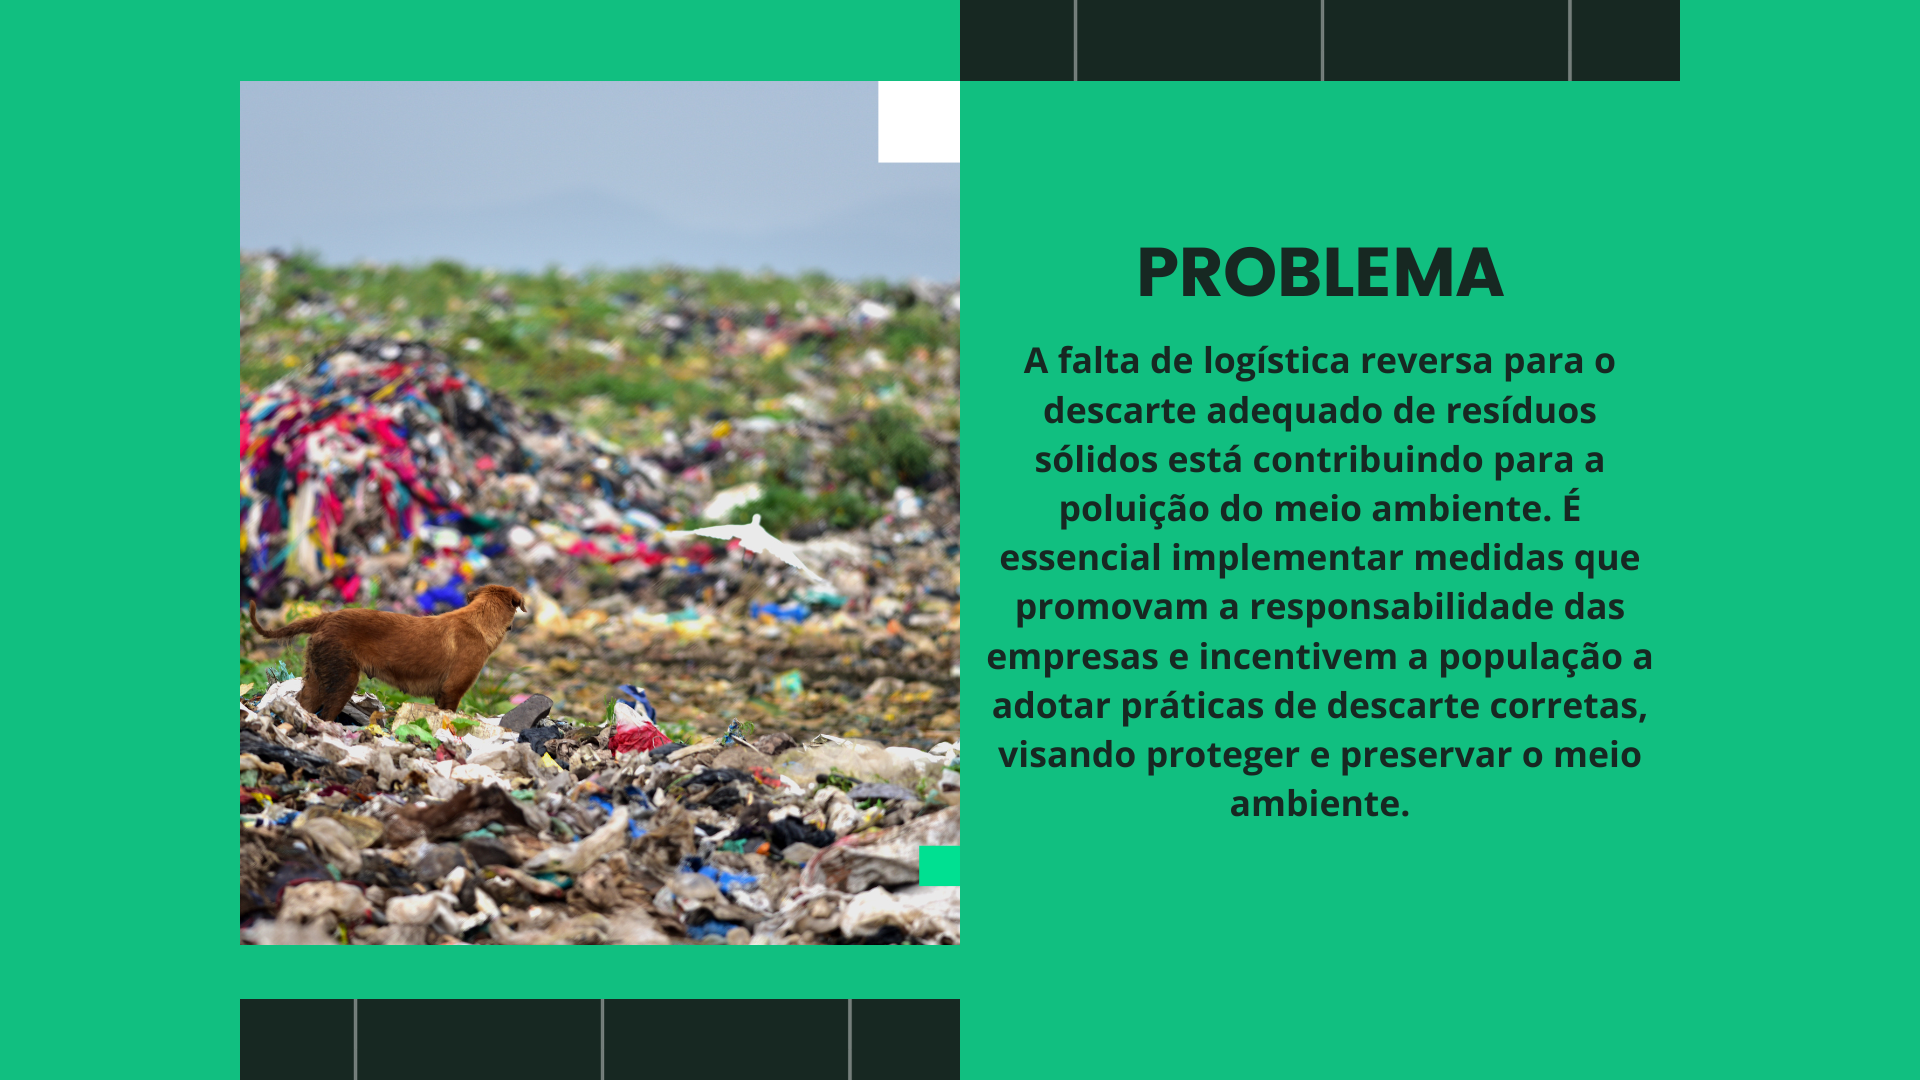 PROBLEMA
A falta de logística reversa para o
descarte adequado de resíduos
sólidos está contribuindo para a
poluição do meio ambiente. É
essencial implementar medidas que
promovam a responsabilidade das
empresas e incentivem a população a
adotar práticas de descarte corretas,
visando proteger e preservar o meio
ambiente.